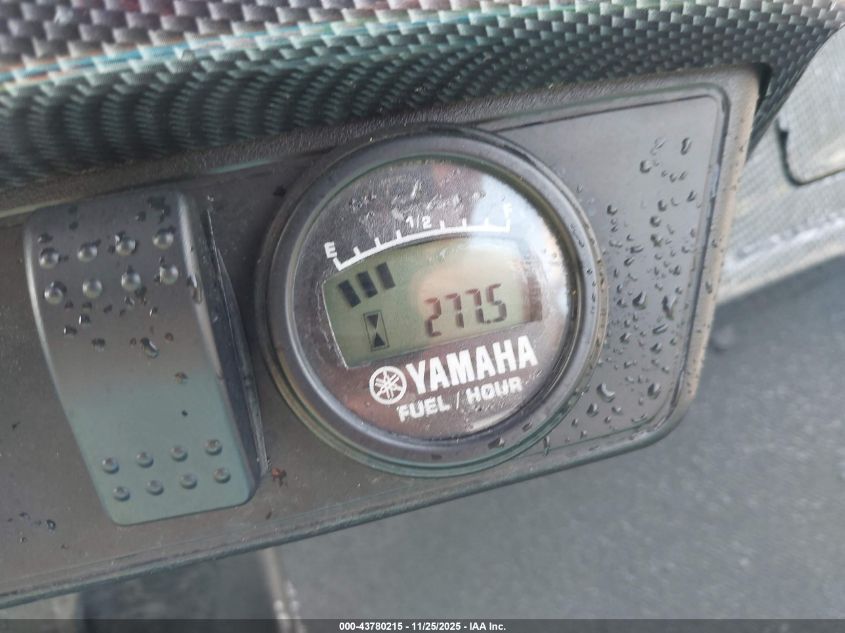 E 1/2 F
277.5
YAMAHA
FUEL / HOUR
000-43780215 - 11/25/2025 - IAA Inc.